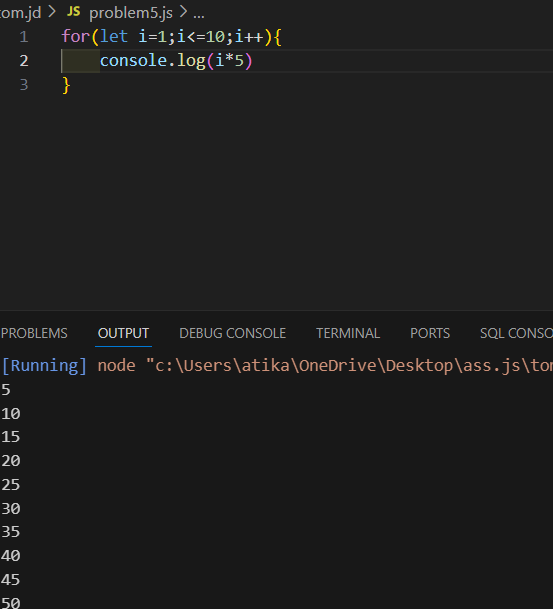 tom.jd > JS problem5.js > ...
1 for(let i=1;i<=10;i++){
2 console.log(i*5)
3 }
PROBLEMS OUTPUT DEBUG CONSOLE TERMINAL PORTS SQL CONSO
[Running] node "c:\Users\atika\OneDrive\Desktop\ass.js\tom
5
10
15
20
25
30
35
40
45
50